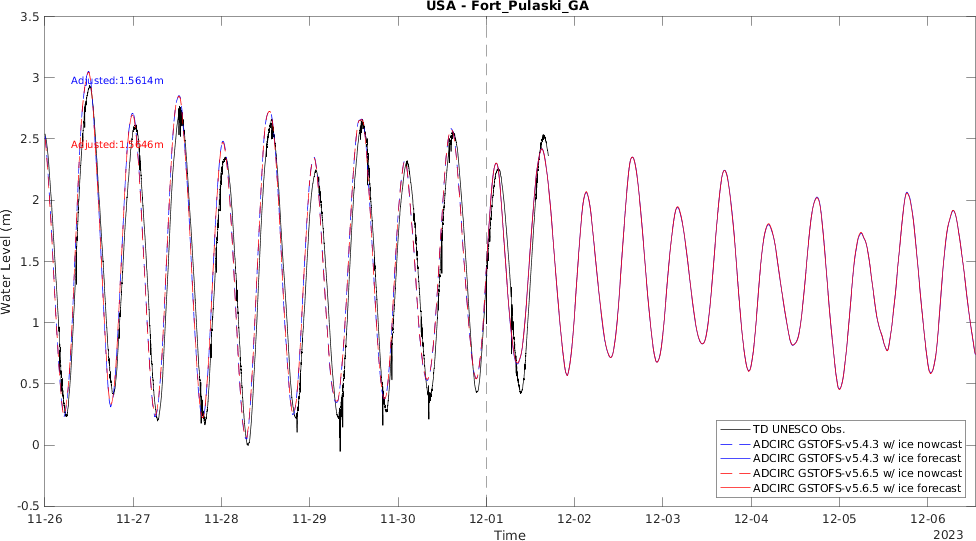 USA - Fort_Pulaski_GA
3.5
3
2.5
2
1.5
1
0.5
0
-0.5
Water Level (m)
Adjusted:1.5614m
Adjusted:1.5646m
TD UNESCO Obs.
ADCIRC GSTOFS-v5.4.3 w/ ice nowcast
ADCIRC GSTOFS-v5.4.3 w/ ice forecast
ADCIRC GSTOFS-v5.6.5 w/ ice nowcast
ADCIRC GSTOFS-v5.6.5 w/ ice forecast
11-26 11-27 11-28 11-29 11-30 12-01 12-02 12-03 12-04 12-05 12-06
Time
2023